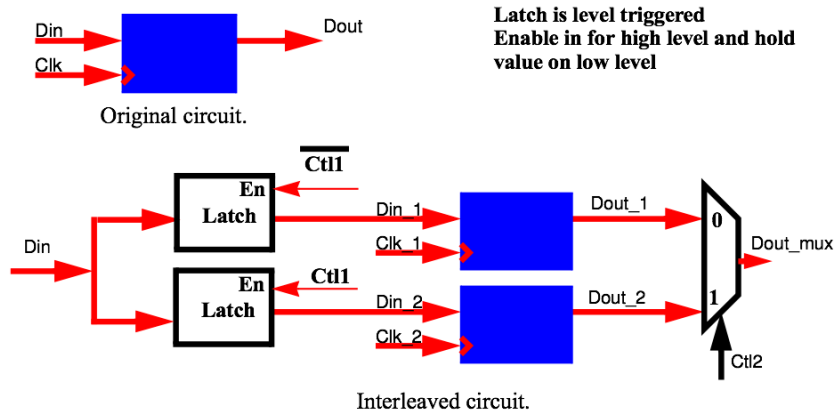 Din
Clk
Dout
Latch is level triggered
Enable in for high level and hold
value on low level
Original circuit.
Ctl1
En
Latch
Din_1
Clk_1
Dout_1
0
Din
Dout_mux
En
Latch
Ctl1
Din_2
Clk_2
Dout_2
1
Ctl2
Interleaved circuit.